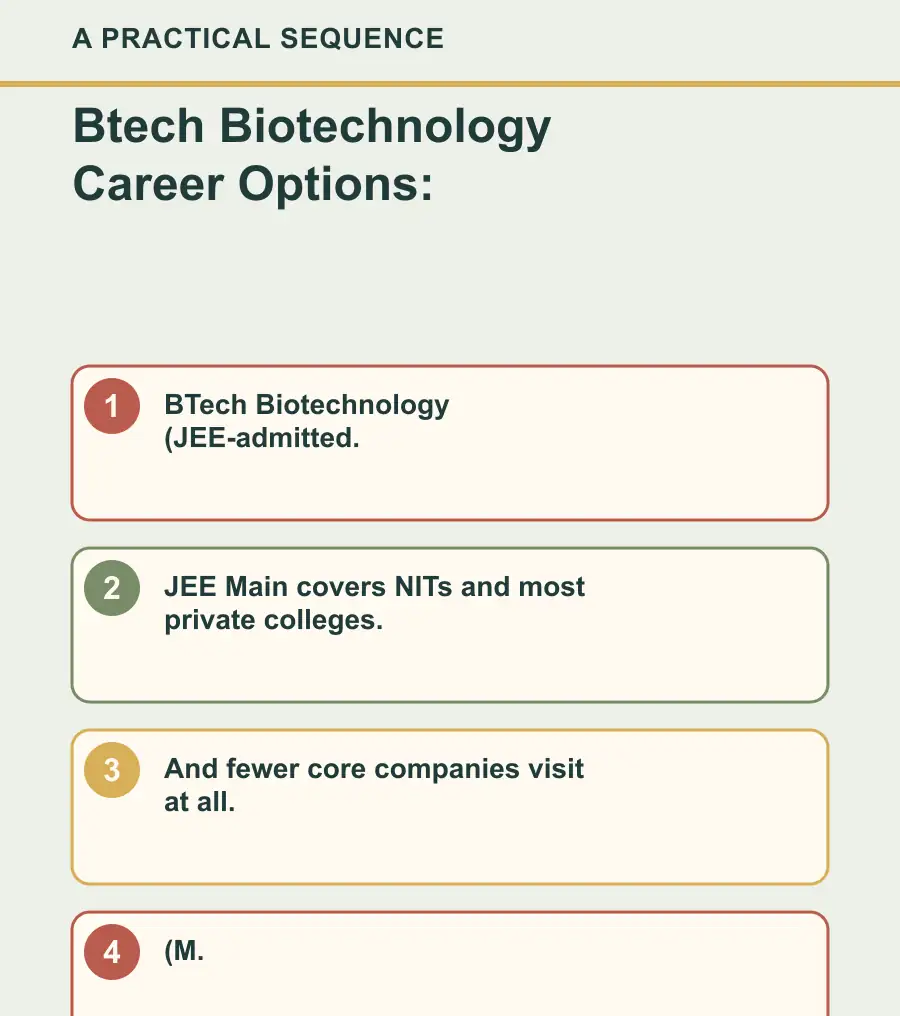 A PRACTICAL SEQUENCE
Btech Biotechnology
Career Options:
1
BTech Biotechnology
(JEE-admitted.
2
JEE Main covers NITs and most
private colleges.
3
And fewer core companies visit
at all.
4
(M.